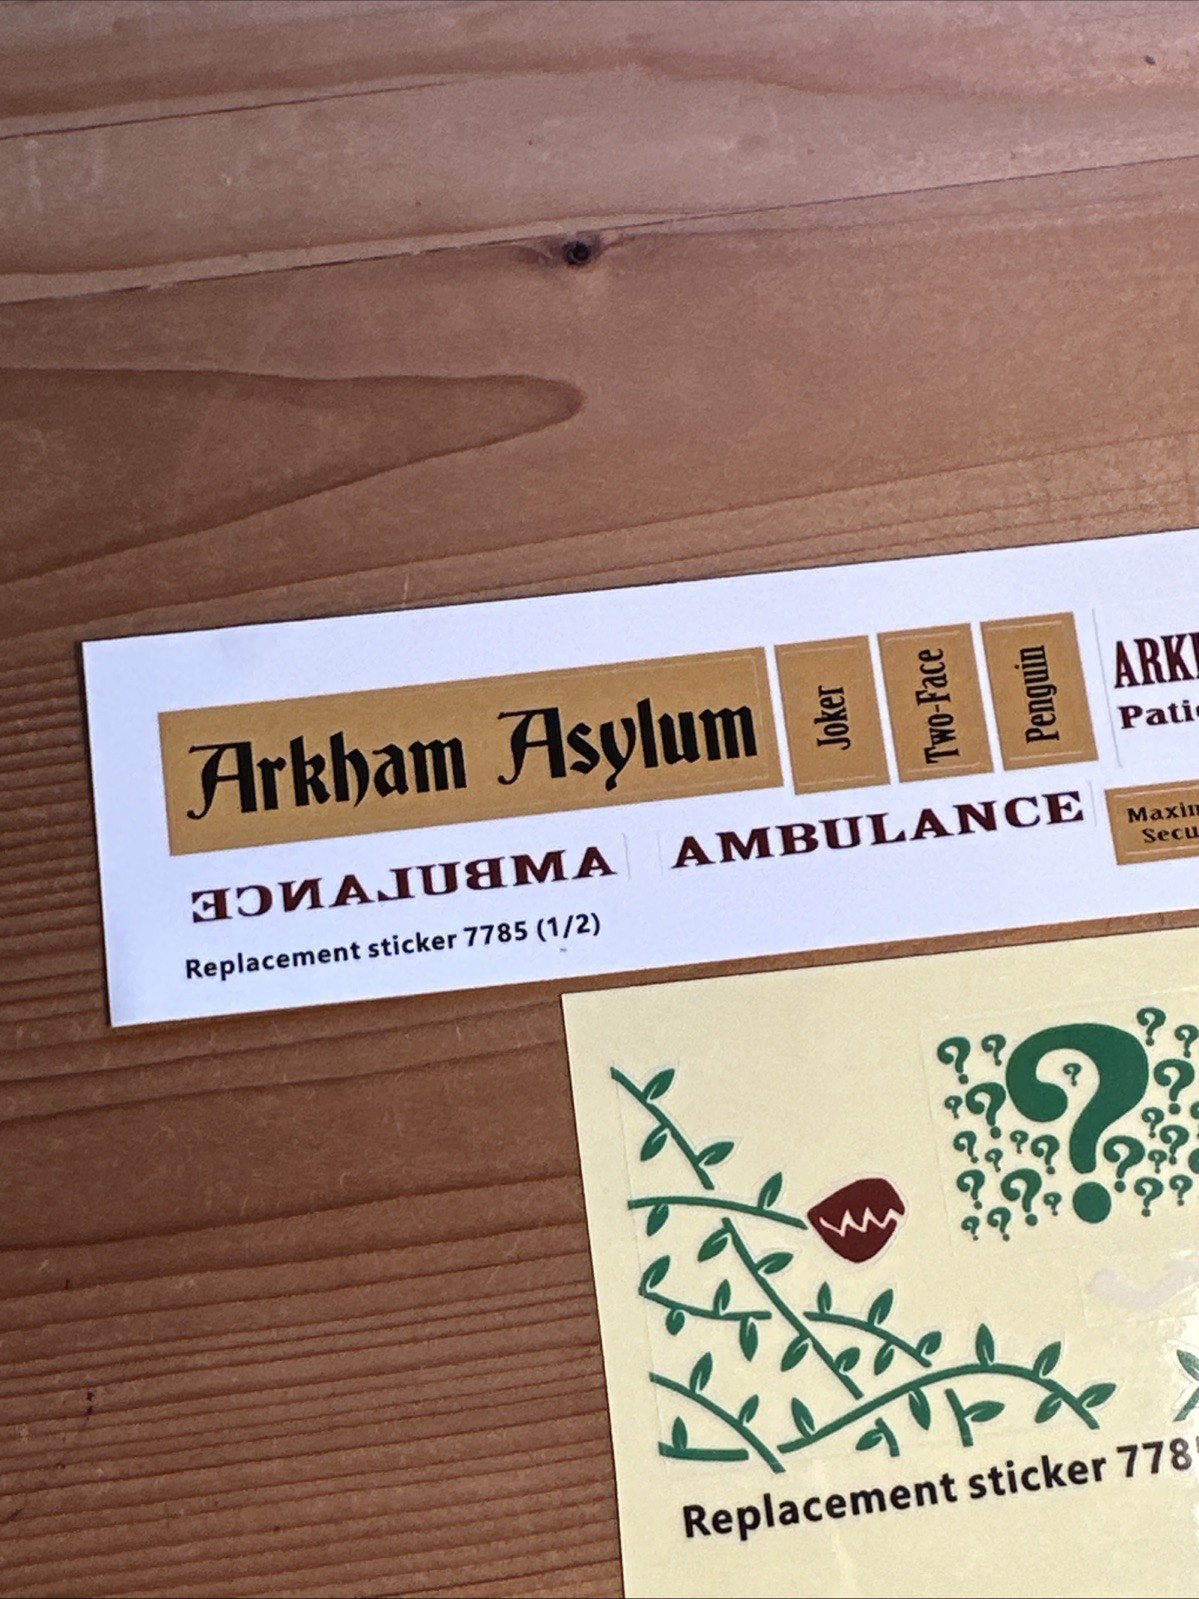 Arkham Asylum
Joker
Two-Face
Penguin
AMBULANCE
AMBULANCE
Replacement sticker 7785 (1/2)
?
Replacement sticker